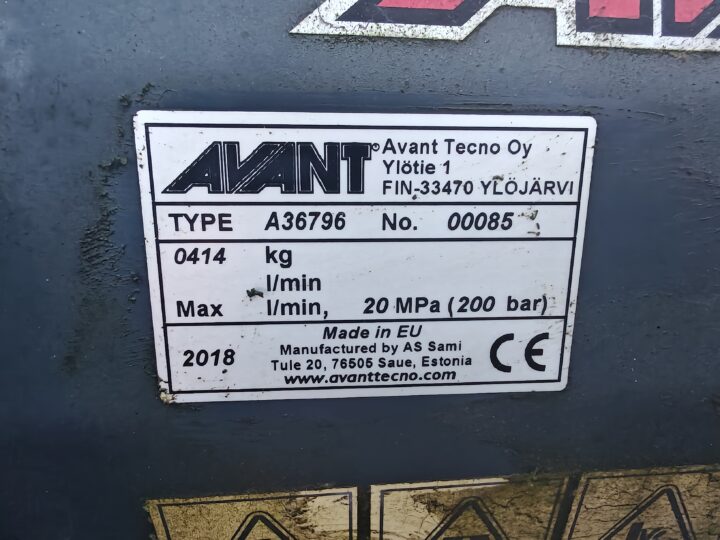 AVANT® Avant Tecno Oy
Ylötie 1
FIN-33470 YLÖJÄRVI
TYPE A36796 No. 00085
0414 kg
l/min
Max l/min, 20 MPa (200 bar)
Made in EU
2018 Manufactured by AS Sami
Tule 20, 76505 Saue, Estonia
www.avanttecno.com
CE